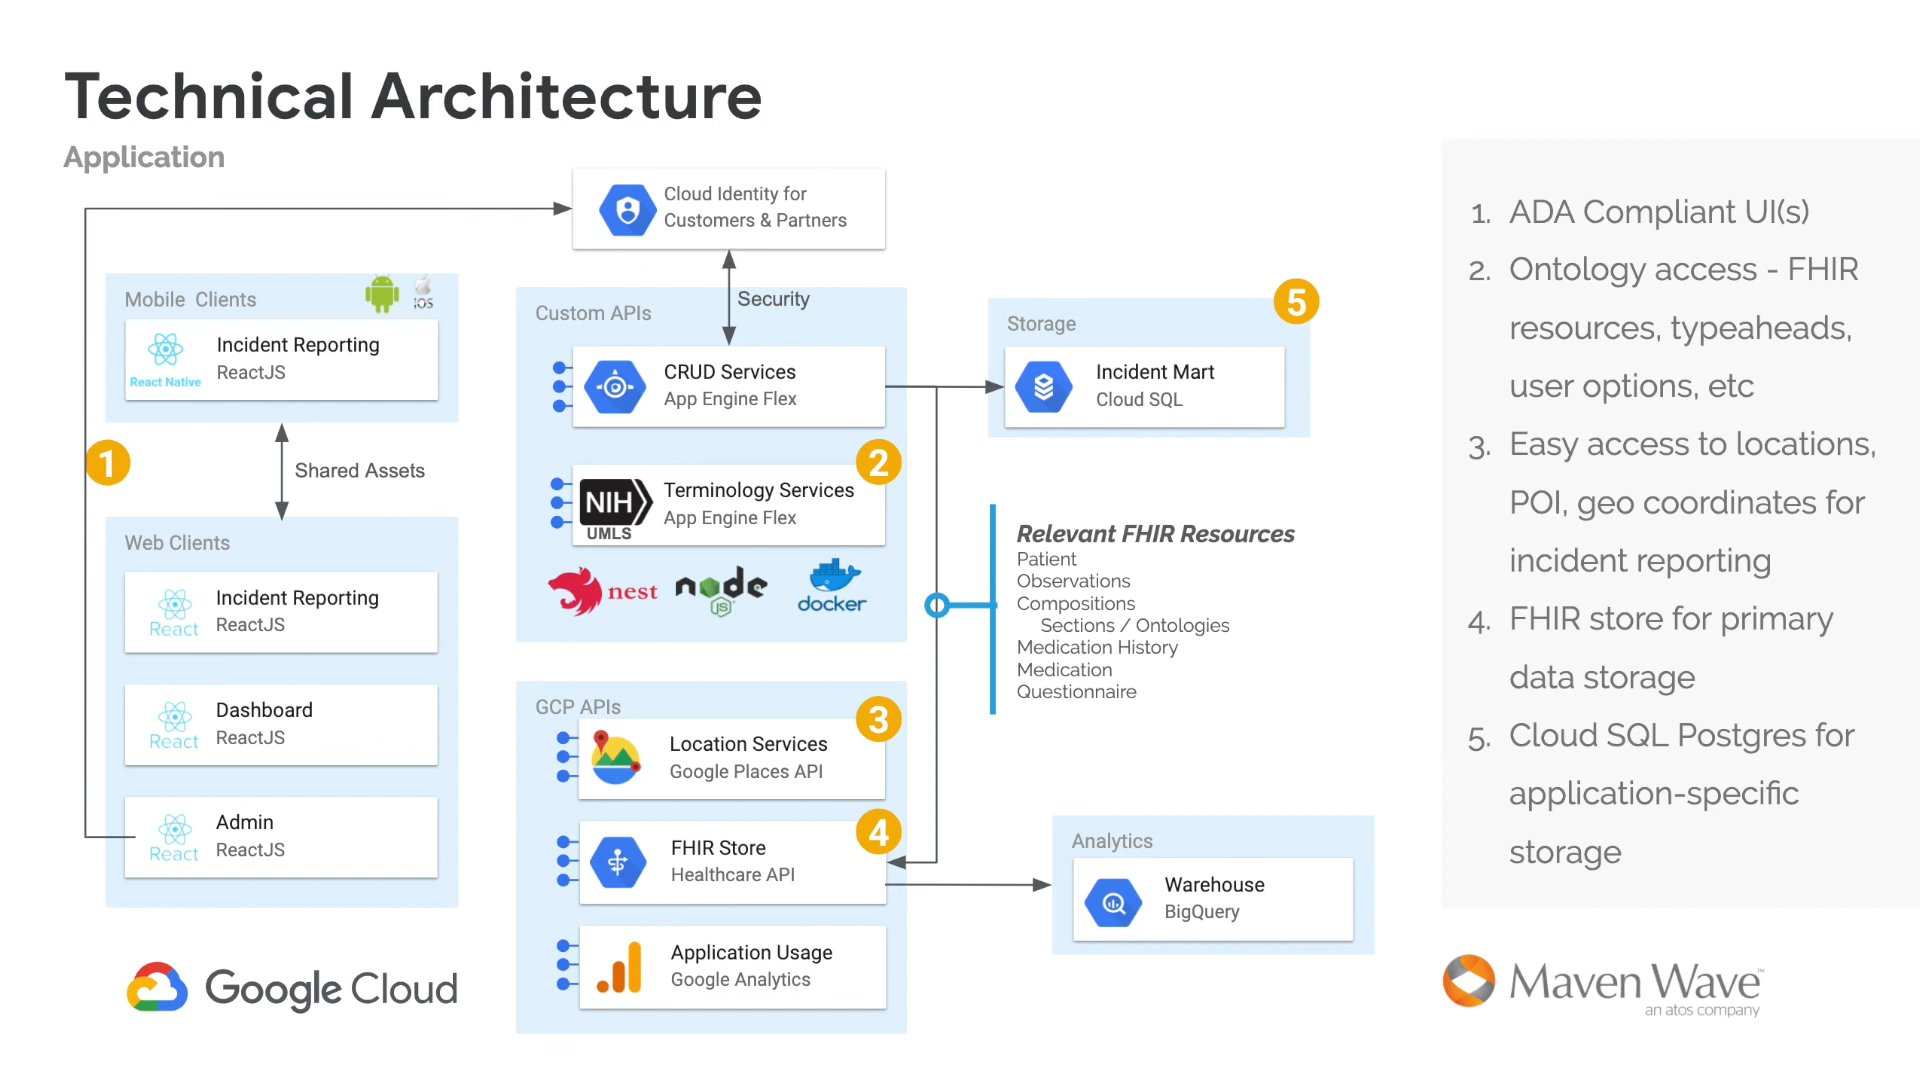 Technical Architecture
Application
Cloud Identity for
Customers & Partners
Security
Mobile Clients
iOS
React Native
Incident Reporting
ReactJS
1
Shared Assets
Web Clients
React
Incident Reporting
ReactJS
React
Dashboard
ReactJS
React
Admin
ReactJS
Custom APIs
CRUD Services
App Engine Flex
2
NIH
UMLS
Terminology Services
App Engine Flex
nest
node
JS
docker
GCP APIs
3
Location Services
Google Places API
4
FHIR Store
Healthcare API
Application Usage
Google Analytics
5
Storage
Incident Mart
Cloud SQL
Relevant FHIR Resources
Patient
Observations
Compositions
Sections / Ontologies
Medication History
Medication
Questionnaire
Analytics
Warehouse
BigQuery
1. ADA Compliant UI(s)
2. Ontology access - FHIR
resources, typeaheads,
user options, etc
3. Easy access to locations,
POI, geo coordinates for
incident reporting
4. FHIR store for primary
data storage
5. Cloud SQL Postgres for
application-specific
storage
Google Cloud
Maven Wave™
an atos company